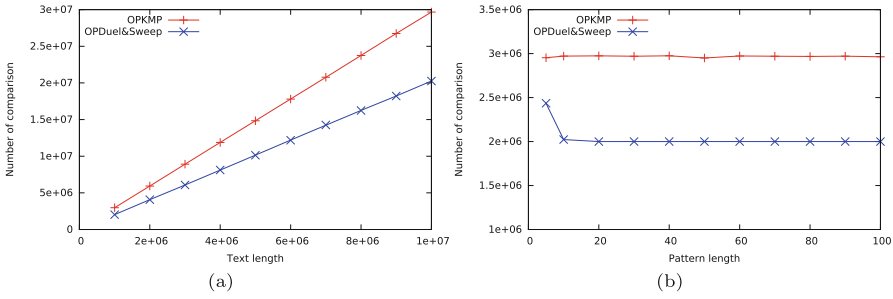 OPKMP
OPDuel&Sweep
Number of comparison
3e+07
2.5e+07
2e+07
1.5e+07
1e+07
5e+06
0
0 2e+06 4e+06 6e+06 8e+06 1e+07
Text length
(a)
OPKMP
OPDuel&Sweep
Number of comparison
3.5e+06
3e+06
2.5e+06
2e+06
1.5e+06
1e+06
0 20 40 60 80 100
Pattern length
(b)